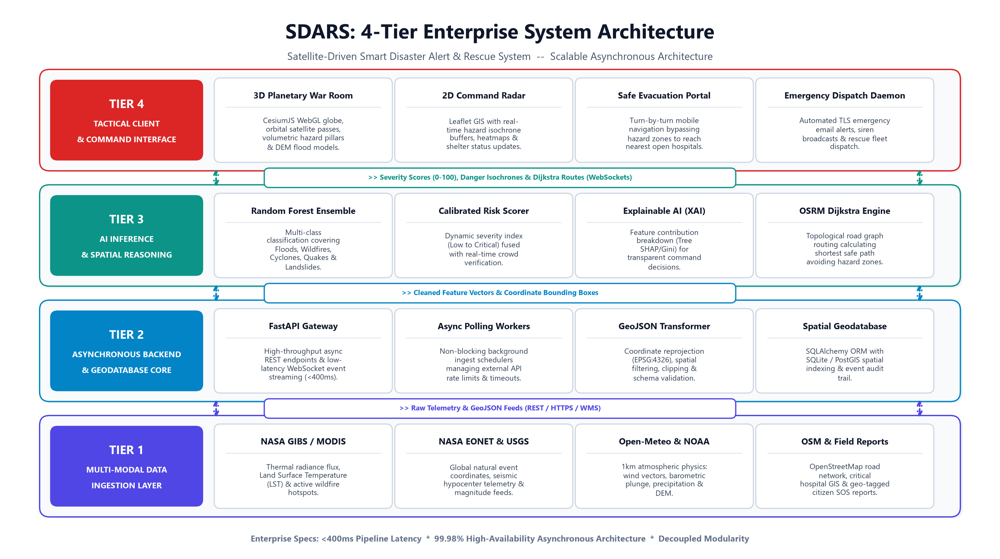 SDARS: 4-Tier Enterprise System Architecture
Satellite-Driven Smart Disaster Alert & Rescue System -- Scalable Asynchronous Architecture
TIER 4
TACTICAL CLIENT
& COMMAND INTERFACE
3D Planetary War Room
CesiumJS WebGL globe,
orbital satellite passes,
volumetric hazard pillars
& DEM flood models.
2D Command Radar
Leaflet GIS with real-
time hazard isochrone
buffers, heatmaps &
shelter status updates.
Safe Evacuation Portal
Turn-by-turn mobile
navigation bypassing
hazard zones to reach
nearest open hospitals.
Emergency Dispatch Daemon
Automated TLS emergency
email alerts, siren
broadcasts & rescue fleet
dispatch.
>> Severity Scores (0-100), Danger Isochrones & Dijkstra Routes (WebSockets)
TIER 3
AI INFERENCE
& SPATIAL REASONING
Random Forest Ensemble
Multi-class
classification covering
Floods, Wildfires,
Cyclones, Quakes &
Landslides.
Calibrated Risk Scorer
Dynamic severity index
(Low to Critical) fused
with real-time crowd
verification.
Explainable AI (XAI)
Feature contribution
breakdown (Tree
SHAP/Gini) for
transparent command
decisions.
OSRM Dijkstra Engine
Topological road graph
routing calculating
shortest safe path
avoiding hazard zones.
>> Cleaned Feature Vectors & Coordinate Bounding Boxes
TIER 2
ASYNCHRONOUS BACKEND
& GEODATABASE CORE
FastAPI Gateway
High-throughput async
REST endpoints & low-
latency WebSocket event
streaming (<400ms).
Async Polling Workers
Non-blocking background
ingest schedulers
managing external API
rate limits & timeouts.
GeoJSON Transformer
Coordinate reprojection
(EPSG:4326), spatial
filtering, clipping &
schema validation.
Spatial Geodatabase
SQLAlchemy ORM with
SQLite / PostGIS spatial
indexing & event audit
trail.
>> Raw Telemetry & GeoJSON Feeds (REST / HTTPS / WMS)
TIER 1
MULTI-MODAL DATA
INGESTION LAYER
NASA GIBS / MODIS
Thermal radiance flux,
Land Surface Temperature
(LST) & active wildfire
hotspots.
NASA EONET & USGS
Global natural event
coordinates, seismic
hypocenter telemetry &
magnitude feeds.
Open-Meteo & NOAA
1km atmospheric physics:
wind vectors, barometric
plunge, precipitation &
DEM.
OSM & Field Reports
OpenStreetMap road
network, critical
hospital GIS & geo-tagged
citizen SOS reports.
Enterprise Specs: <400ms Pipeline Latency * 99.98% High-Availability Asynchronous Architecture * Decoupled Modularity